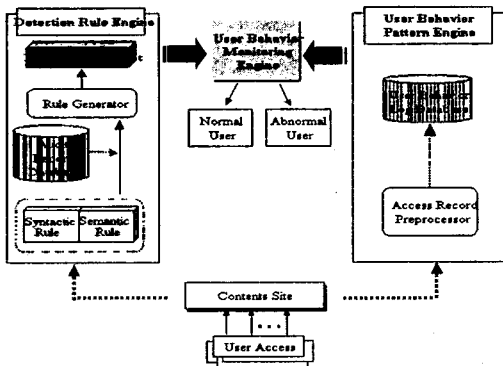 Detection Rule Engine
Rule Generator
Syntactic Rule
Semantic Rule
User Behavior
Monitoring
Engine
Normal
User
Abnormal
User
User Behavior
Pattern Engine
Access Record
Preprocessor
Contents Site
...
User Access